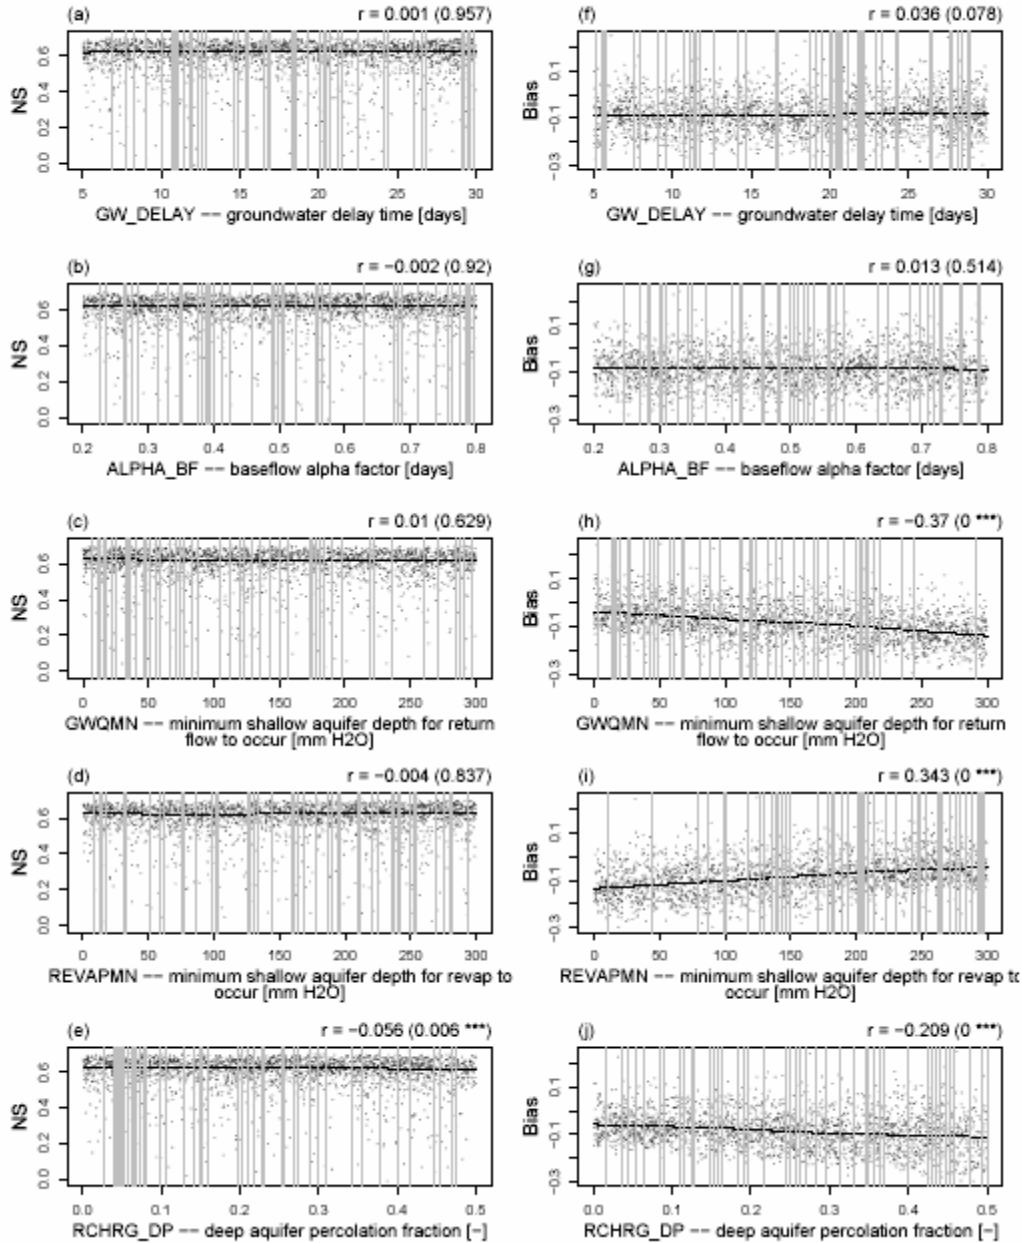 (a) r = 0.001 (0.957)
NS
0.0 0.2 0.4 0.6
5 10 15 20 25 30
GW_DELAY −− groundwater delay time [days]
(f) r = 0.036 (0.078)
Bias
−0.3 −0.1 0.1
5 10 15 20 25 30
GW_DELAY −− groundwater delay time [days]
(b) r = −0.002 (0.92)
NS
0.0 0.2 0.4 0.6
0.2 0.3 0.4 0.5 0.6 0.7 0.8
ALPHA_BF −− baseflow alpha factor [days]
(g) r = 0.013 (0.514)
Bias
−0.3 −0.1 0.1
0.2 0.3 0.4 0.5 0.6 0.7 0.8
ALPHA_BF −− baseflow alpha factor [days]
(c) r = 0.01 (0.629)
NS
0.0 0.2 0.4 0.6
0 50 100 150 200 250 300
GWQMN −− minimum shallow aquifer depth for return
flow to occur [mm H2O]
(h) r = −0.37 (0 ***)
Bias
−0.3 −0.1 0.1
0 50 100 150 200 250 300
GWQMN −− minimum shallow aquifer depth for return
flow to occur [mm H2O]
(d) r = −0.004 (0.837)
NS
0.0 0.2 0.4 0.6
0 50 100 150 200 250 300
REVAPMN −− minimum shallow aquifer depth for revap to
occur [mm H2O]
(i) r = 0.343 (0 ***)
Bias
−0.3 −0.1 0.1
0 50 100 150 200 250 300
REVAPMN −− minimum shallow aquifer depth for revap to
occur [mm H2O]
(e) r = −0.056 (0.006 ***)
NS
0.0 0.2 0.4 0.6
0.0 0.1 0.2 0.3 0.4 0.5
RCHRG_DP −− deep aquifer percolation fraction [−]
(j) r = −0.209 (0 ***)
Bias
−0.3 −0.1 0.1
0.0 0.1 0.2 0.3 0.4 0.5
RCHRG_DP −− deep aquifer percolation fraction [−]